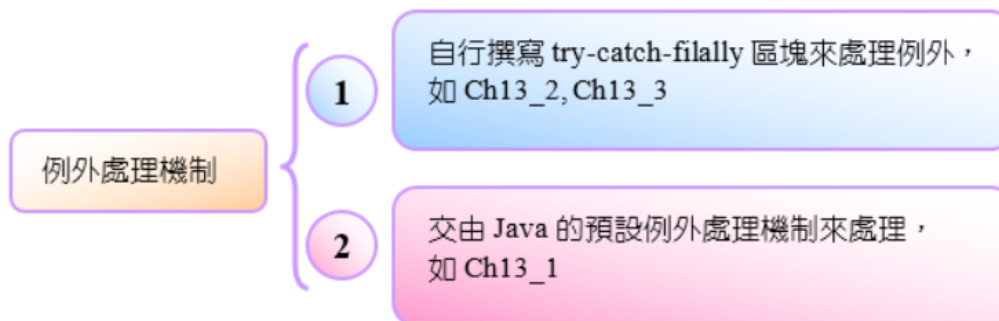 例外處理機制
1
自行撰寫 try-catch-filally 區塊來處理例外，
如 Ch13_2, Ch13_3
2
交由 Java 的預設例外處理機制來處理，
如 Ch13_1